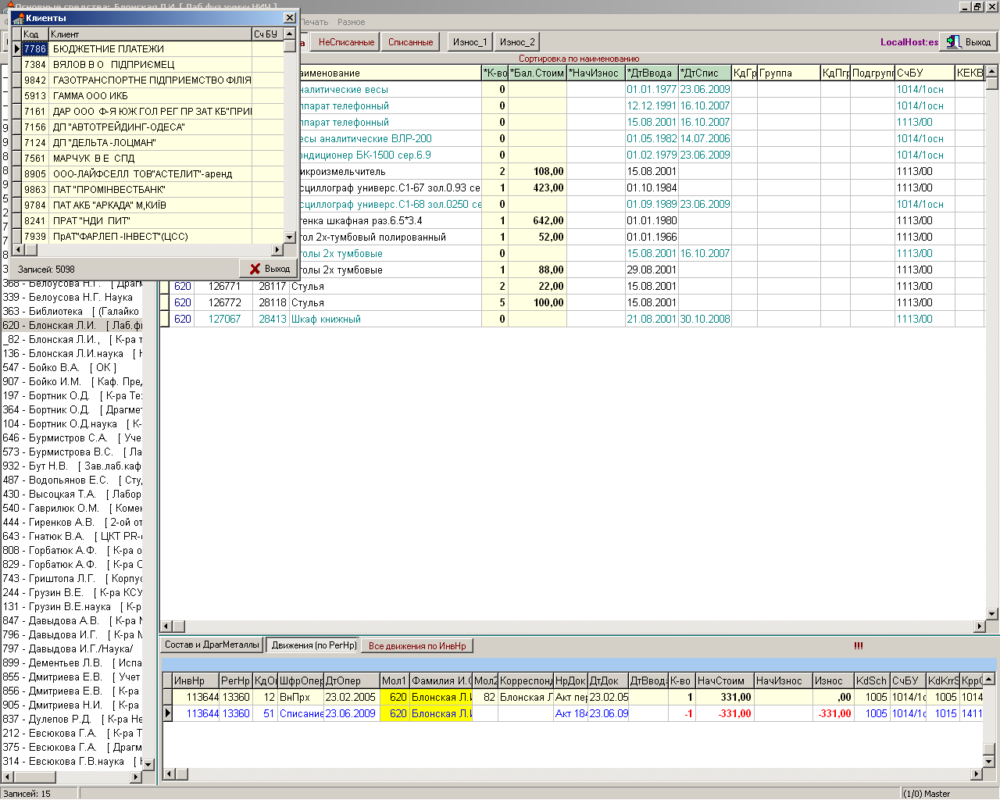 Основные средства: Блонская Л.И. [ Лаб.физ.химии НИЧ ]
Клиенты
Печать Разное
НеСписанные Списанные Износ_1 Износ_2 LocalHost:es Выход
Сортировка по наименованию
Код Клиент Сч БУ
7786 БЮДЖЕТНИЕ ПЛАТЕЖИ
7384 ВЯЛОВ В О ПІДПРИЄМЕЦ
9842 ГАЗОТРАНСПОРТНЕ ПІДПРИЕМСТВО ФІЛІЯ
5913 ГАММА ООО ИКБ
7161 ДАР ООО Ф-Я ЮЖ ГОЛ РЕГ ПР ЗАТ КБ"ПРИ
7156 ДП "АВТОТРЕЙДИНГ-ОДЕСА"
7124 ДП "ДЕЛЬТА -ЛОЦМАН"
7561 МАРЧУК В Е СПД
8905 ООО-ЛАЙФСЕЛЛ ТОВ"АСТЕЛИТ"-аренд
9863 ПАТ "ПРОМІНВЕСТБАНК"
9784 ПАТ АКБ "АРКАДА" М,КИЇВ
8241 ПРАТ "НДИ ПИТ"
7939 ПрАТ"ФАРЛЕП -ІНВЕСТ"(ЦСС)
Записей: 5098 Выход
аименование *К-во *Бал.Стоим *НачИзнос *ДтВвода *ДтСпис КдГр Группа КдПгр Подгрупп СчБУ КЕКВ
налитические весы 0 01.01.1977 23.06.2009 1014/1осн
ппарат телефонный 0 12.12.1991 16.10.2007 1014/1осн
ппарат телефонный 0 15.08.2001 16.10.2007 1113/00
есы аналитические ВЛР-200 0 01.05.1982 14.07.2006 1014/1осн
ондиционер БК-1500 сер.6.9 0 01.02.1979 23.06.2009 1014/1осн
икроизмельчитель 2 108,00 15.08.2001 1113/00
сциллограф универс.С1-67 зол.0.93 се 1 423,00 01.10.1984 1113/00
сциллограф универс.С1-68 зол.0250 се 0 01.09.1989 23.06.2009 1014/1осн
тенка шкафная раз.6.5*3.4 1 642,00 01.01.1980 1113/00
тол 2х-тумбовый полированный 1 52,00 01.01.1966 1113/00
толы 2х тумбовые 0 15.08.2001 16.10.2007 1113/00
толы 2х тумбовые 1 88,00 29.08.2001 1113/00
620 126771 28117 Стулья 2 22,00 15.08.2001 1113/00
620 126772 28118 Стулья 5 100,00 15.08.2001 1113/00
620 127067 28413 Шкаф книжный 0 21.08.2001 30.10.2008 1113/00
368 - Белоусова Н.Г. [ Драгм
339 - Белоусова Н.Г. Наука
363 - Библиотека [ (Галайко
620 - Блонская Л.И. [ Лаб.фи
_82 - Блонская Л.И., [ К-ра т
136 - Блонская Л.И.наука [ Н
547 - Бойко В.А. [ ОК ]
907 - Бойко И.М. [ Каф. Пред
197 - Бортник О.Д. [ К-ра Те
364 - Бортник О.Д. [ Драгмет
104 - Бортник О.Д.наука [ К-
646 - Бурмистров С.А. [ Уче
573 - Бурмистрова В.С. [ Ла
932 - Бут Н.В. [ Зав.лаб.каф
487 - Водопьянов Е.С. [ Сту
430 - Высоцкая Т.А. [ Лабор
540 - Гаврилюк О.М. [ Комен
444 - Гиренков А.В. [ 2-ой от
643 - Гнатюк В.А. [ ЦКТ PR-
808 - Горбатюк А.Ф. [ К-ра о
829 - Горбатюк А.Ф. [ К-ра С
743 - Гриштопа Л.Г. [ Корпус
244 - Грузин В.Е. [ К-ра КСУ
131 - Грузин В.Е.наука [ К-р
847 - Давыдова А.В. [ К-ра М
796 - Давыдова И.Г. [ К-ра М
797 - Давыдова И.Г./Наука/
899 - Дементьев Л.В. [ Испа
855 - Дмитриева Е.В. [ Учет
856 - Дмитриева Е.В. [ К-ра
905 - Дмитриева Н.И. [ К-ра
837 - Дулепов Р.Д. [ К-ра Не
212 - Евсюкова Г.А. [ К-ра Т
375 - Евсюкова Г.А. [ Драгм
314 - Евсюкова Г.В.наука [ К
Состав и ДрагМеталлы Движения (по РегНр) Все движения по ИнвНр !!!
ИнвНр РегНр КдО ШфрОпер ДтОпер Мол1 Фамилия И.О Мол2 Корреспонд НрДок ДтДок ДтВвод К-во НачСтоим НачИзнос Износ KdSch СчБУ KdKrrS КррС
113644 13360 12 ВнПрх 23.02.2005 620 Блонская Л.И 82 Блонская Л Акт пер 23.02.05 1 331,00 ,00 1005 1014/1о 1005 1014
113644 13360 51 Списание 23.06.2009 620 Блонская Л.И Акт 184 23.06.09 -1 -331,00 -331,00 1005 1014/1о 1015 1411
Записей: 15 (1/0) Master